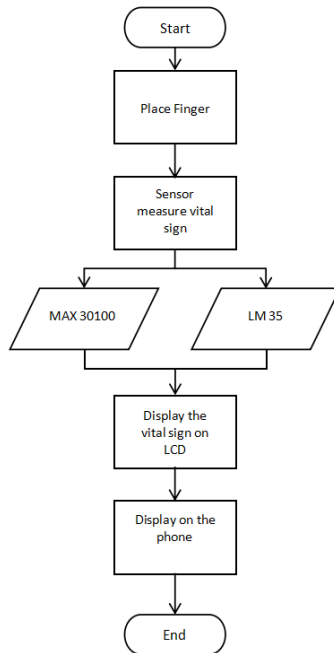 Start
Place Finger
Sensor
measure vital
sign
MAX 30100
LM 35
Display the
vital sign on
LCD
Display on the
phone
End